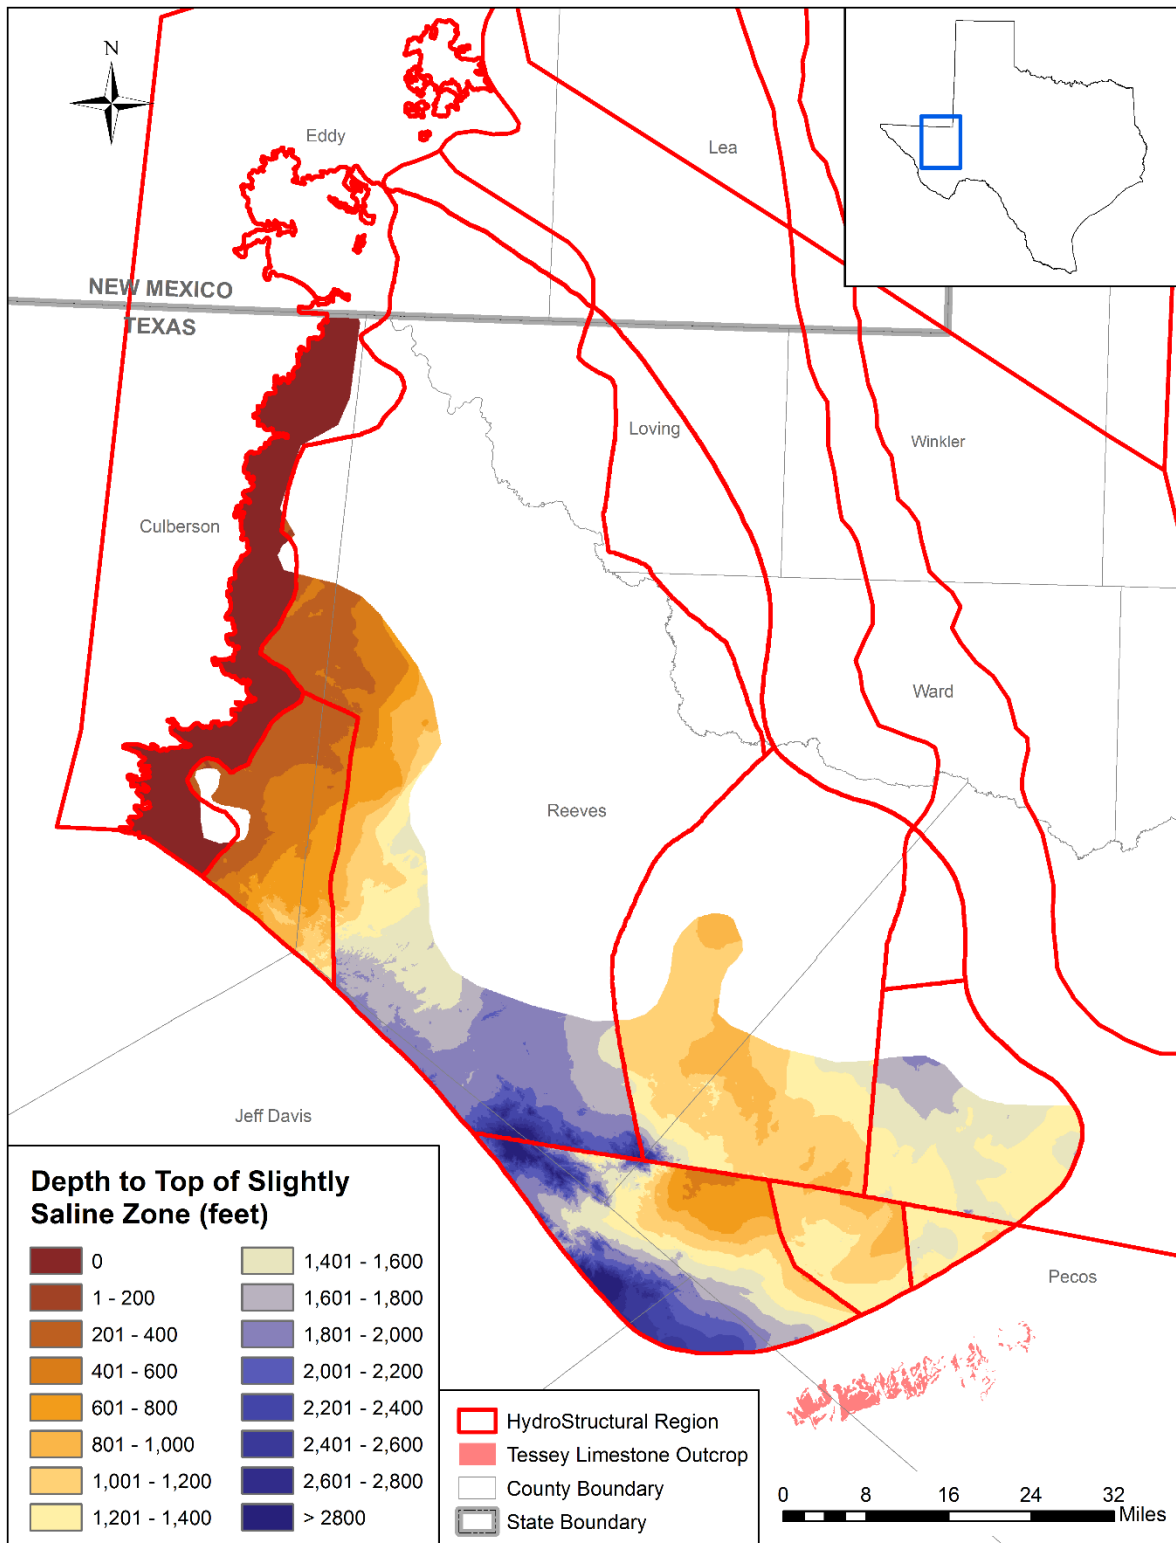 N
Eddy
Lea
NEW MEXICO
TEXAS
Loving
Winkler
Culberson
Ward
Reeves
Jeff Davis
Pecos
Depth to Top of Slightly
Saline Zone (feet)
0
1 - 200
201 - 400
401 - 600
601 - 800
801 - 1,000
1,001 - 1,200
1,201 - 1,400
1,401 - 1,600
1,601 - 1,800
1,801 - 2,000
2,001 - 2,200
2,201 - 2,400
2,401 - 2,600
2,601 - 2,800
> 2800
HydroStructural Region
Tessey Limestone Outcrop
County Boundary
State Boundary
0 8 16 24 32
Miles